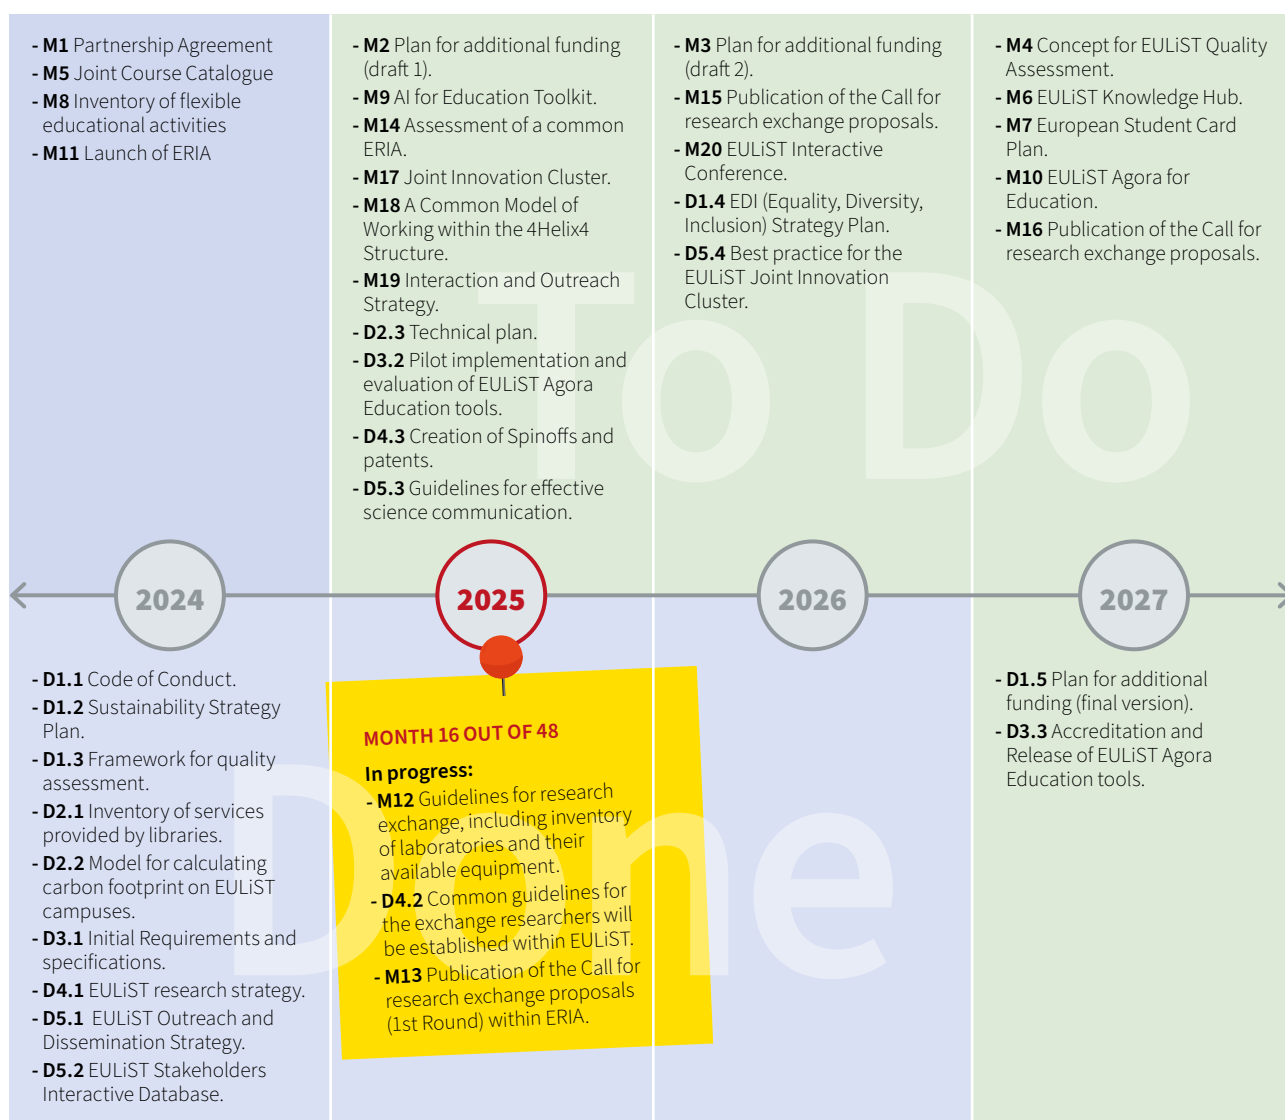 - M1 Partnership Agreement
- M5 Joint Course Catalogue
- M8 Inventory of flexible
educational activities
- M11 Launch of ERIA
- M2 Plan for additional funding
(draft 1).
- M9 AI for Education Toolkit.
- M14 Assessment of a common
ERIA.
- M17 Joint Innovation Cluster.
- M18 A Common Model of
Working within the 4Helix4
Structure.
- M19 Interaction and Outreach
Strategy.
- D2.3 Technical plan.
- D3.2 Pilot implementation and
evaluation of EULiST Agora
Education tools.
- D4.3 Creation of Spinoffs and
patents.
- D5.3 Guidelines for effective
science communication.
- M3 Plan for additional funding
(draft 2).
- M15 Publication of the Call for
research exchange proposals.
- M20 EULiST Interactive
Conference.
- D1.4 EDI (Equality, Diversity,
Inclusion) Strategy Plan.
- D5.4 Best practice for the
EULiST Joint Innovation
Cluster.
- M4 Concept for EULiST Quality
Assessment.
- M6 EULiST Knowledge Hub.
- M7 European Student Card
Plan.
- M10 EULiST Agora for
Education.
- M16 Publication of the Call for
research exchange proposals.
To Do
2024
2025
2026
2027
- D1.1 Code of Conduct.
- D1.2 Sustainability Strategy
Plan.
- D1.3 Framework for quality
assessment.
- D2.1 Inventory of services
provided by libraries.
- D2.2 Model for calculating
carbon footprint on EULiST
campuses.
- D3.1 Initial Requirements and
specifications.
- D4.1 EULiST research strategy.
- D5.1 EULiST Outreach and
Dissemination Strategy.
- D5.2 EULiST Stakeholders
Interactive Database.
MONTH 16 OUT OF 48
In progress:
- M12 Guidelines for research
exchange, including inventory
of laboratories and their
available equipment.
- D4.2 Common guidelines for
the exchange researchers will
be established within EULiST.
- M13 Publication of the Call for
research exchange proposals
(1st Round) within ERIA.
Done
- D1.5 Plan for additional
funding (final version).
- D3.3 Accreditation and
Release of EULiST Agora
Education tools.